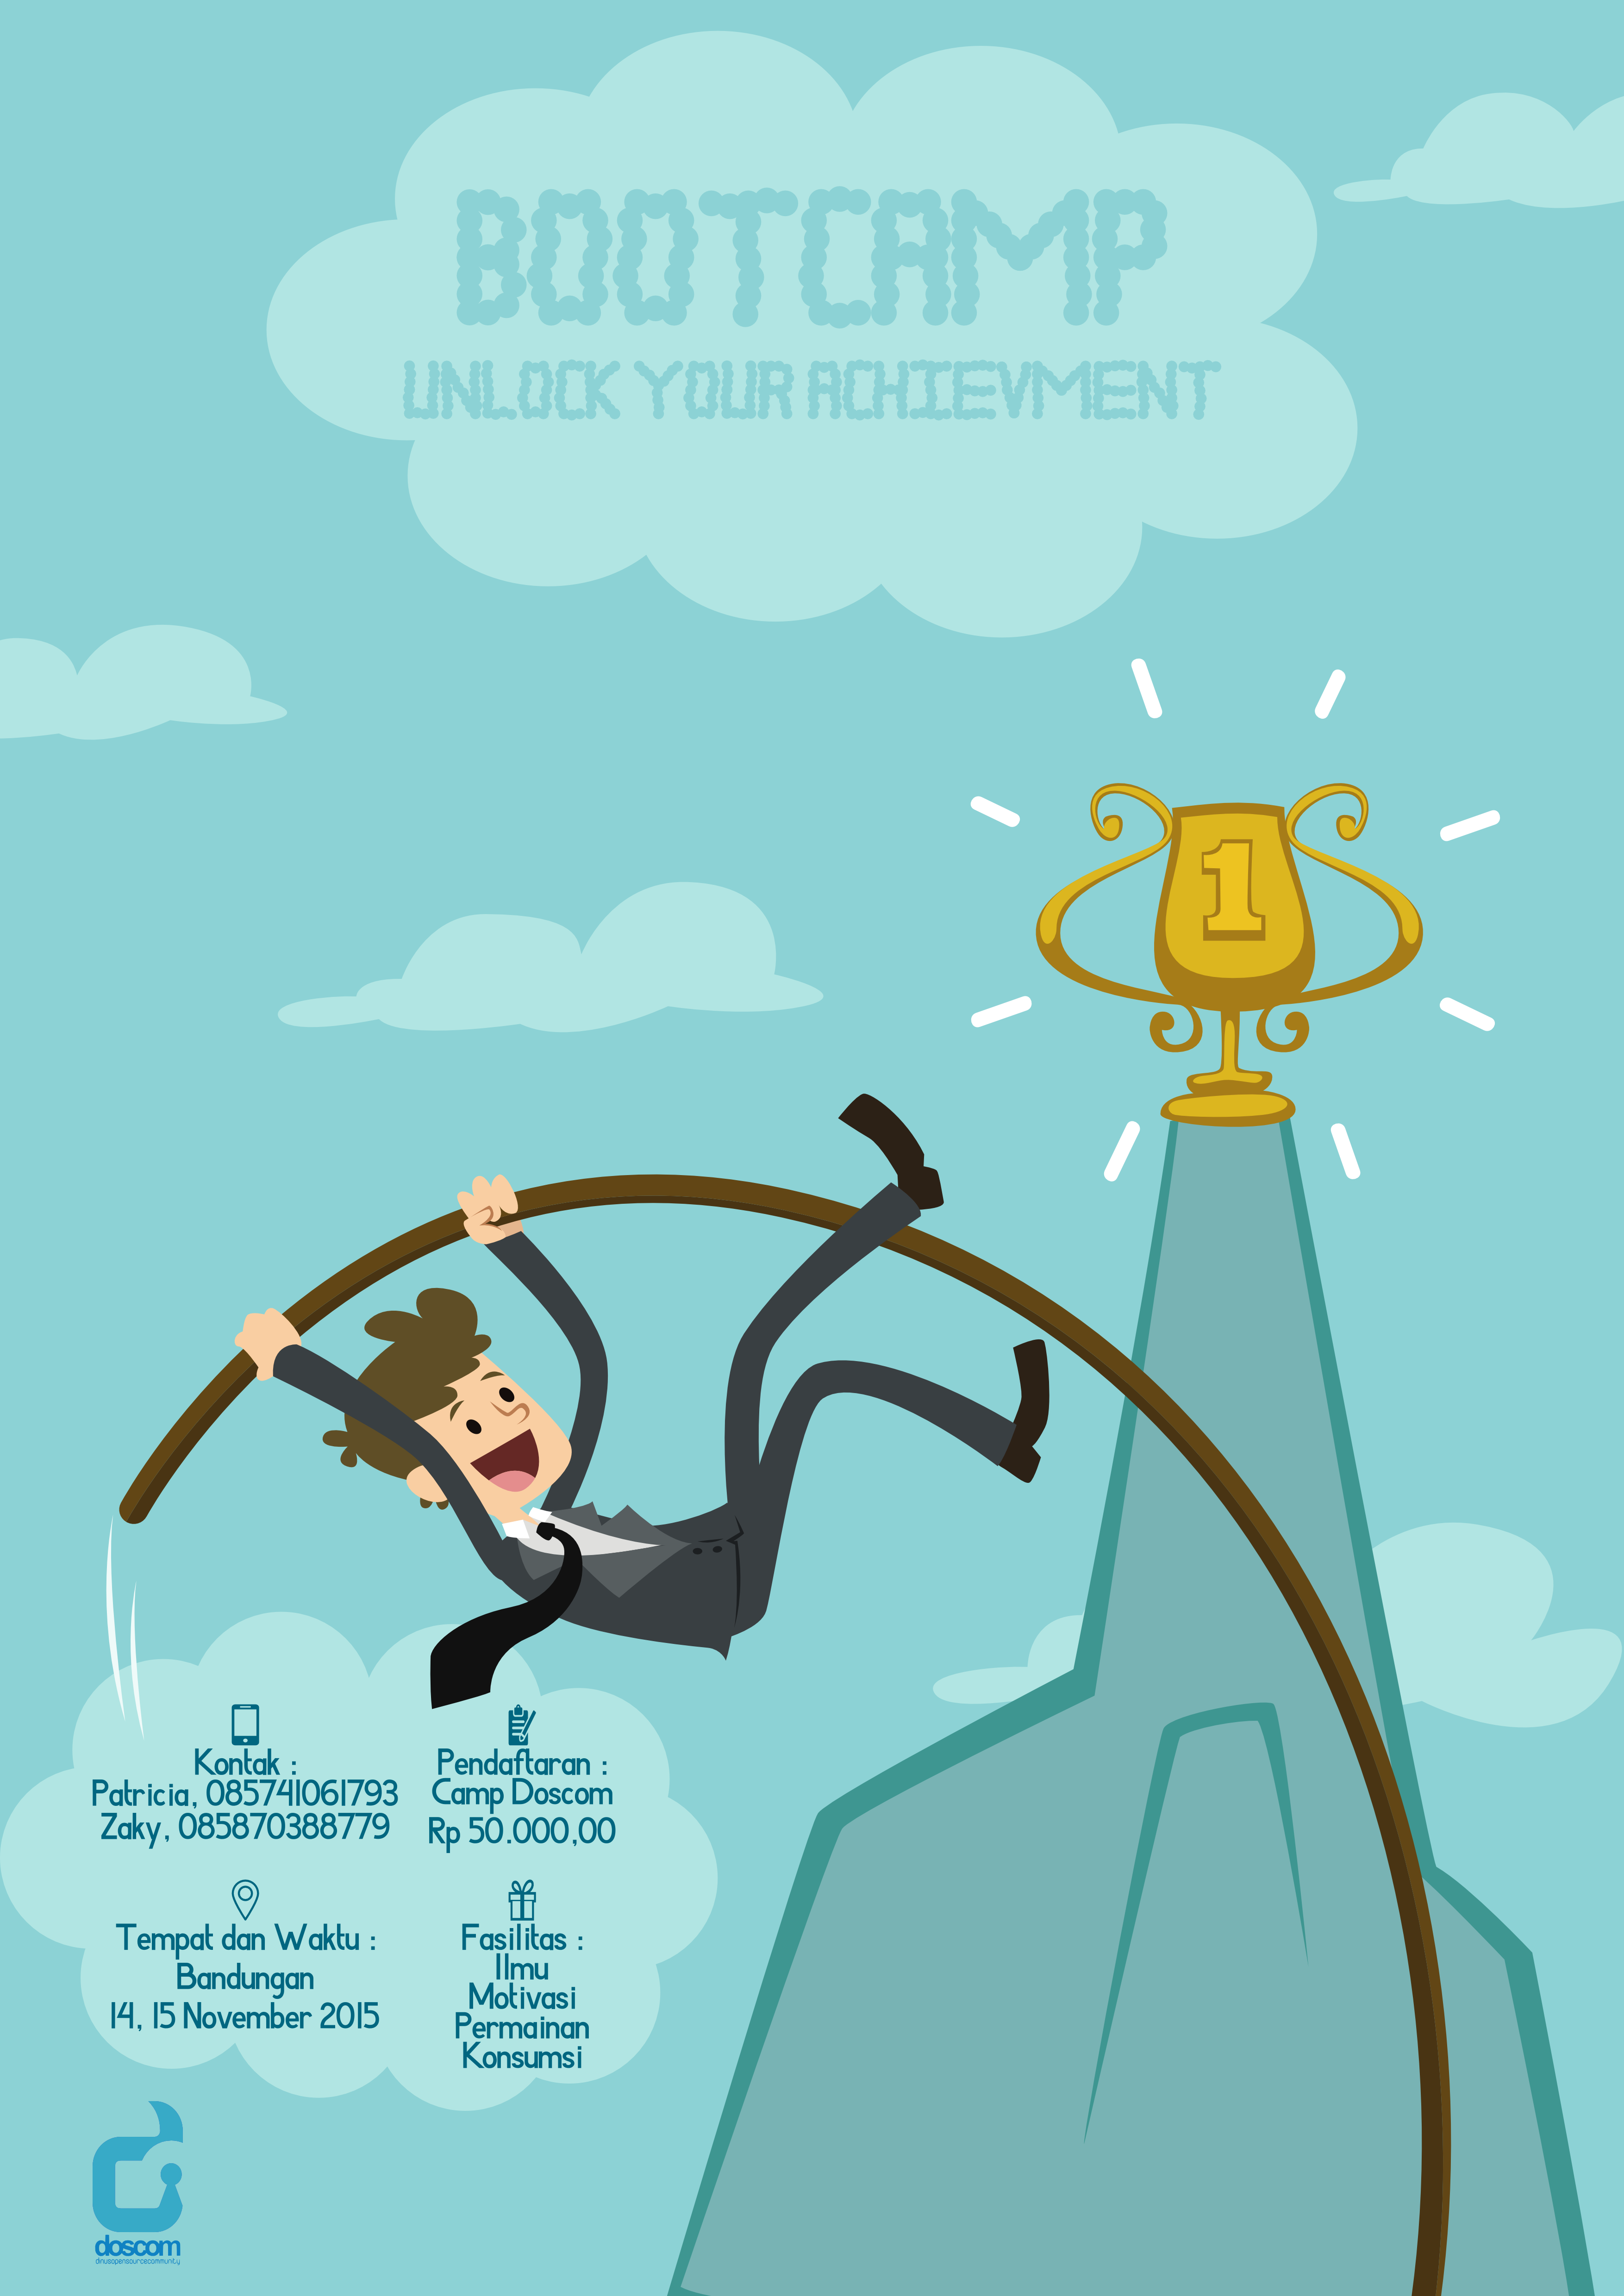 BOOTCAMP
UNLOCK YOUR ACHIEVMENT
1
Kontak :
Patricia, 085741061793
Zaky, 085870388779
Pendaftaran :
Camp Doscom
Rp 50.000,00
Tempat dan Waktu :
Bandungan
14, 15 November 2015
Fasilitas :
Ilmu
Motivasi
Permainan
Konsumsi
doscom
dinusopensourcecommunity